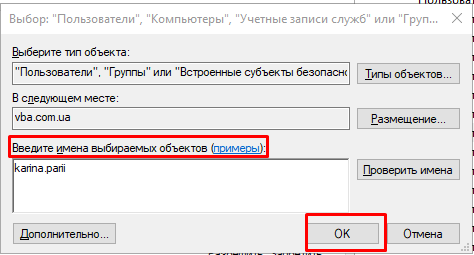 Выбор: "Пользователи", "Компьютеры", "Учетные записи служб" или "Груп...
Выберите тип объекта:
"Пользователи", "Группы" или "Встроенные субъекты безопасно
Типы объектов...
В следующем месте:
vba.com.ua
Размещение...
Введите имена выбираемых объектов (примеры):
karina.parii
Проверить имена
Дополнительно...
OK
Отмена